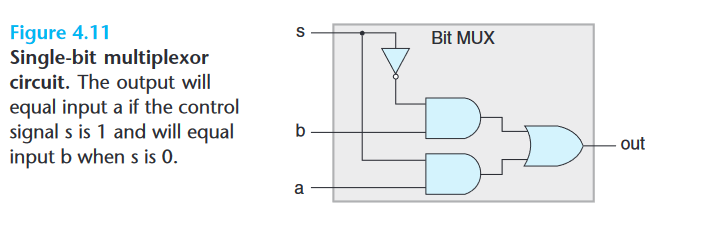 Figure 4.11
Single-bit multiplexor
circuit. The output will
equal input a if the control
signal s is 1 and will equal
input b when s is 0.
s
Bit MUX
b
out
a